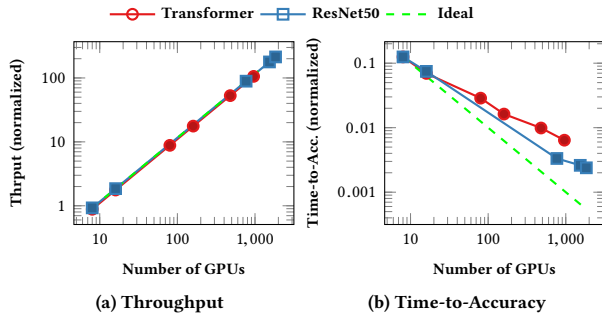 Transformer ResNet50 Ideal
Thrput (normalized)
100
10
1
10 100 1,000
Number of GPUs
(a) Throughput
Time-to-Acc. (normalized)
0.1
0.01
0.001
10 100 1,000
Number of GPUs
(b) Time-to-Accuracy